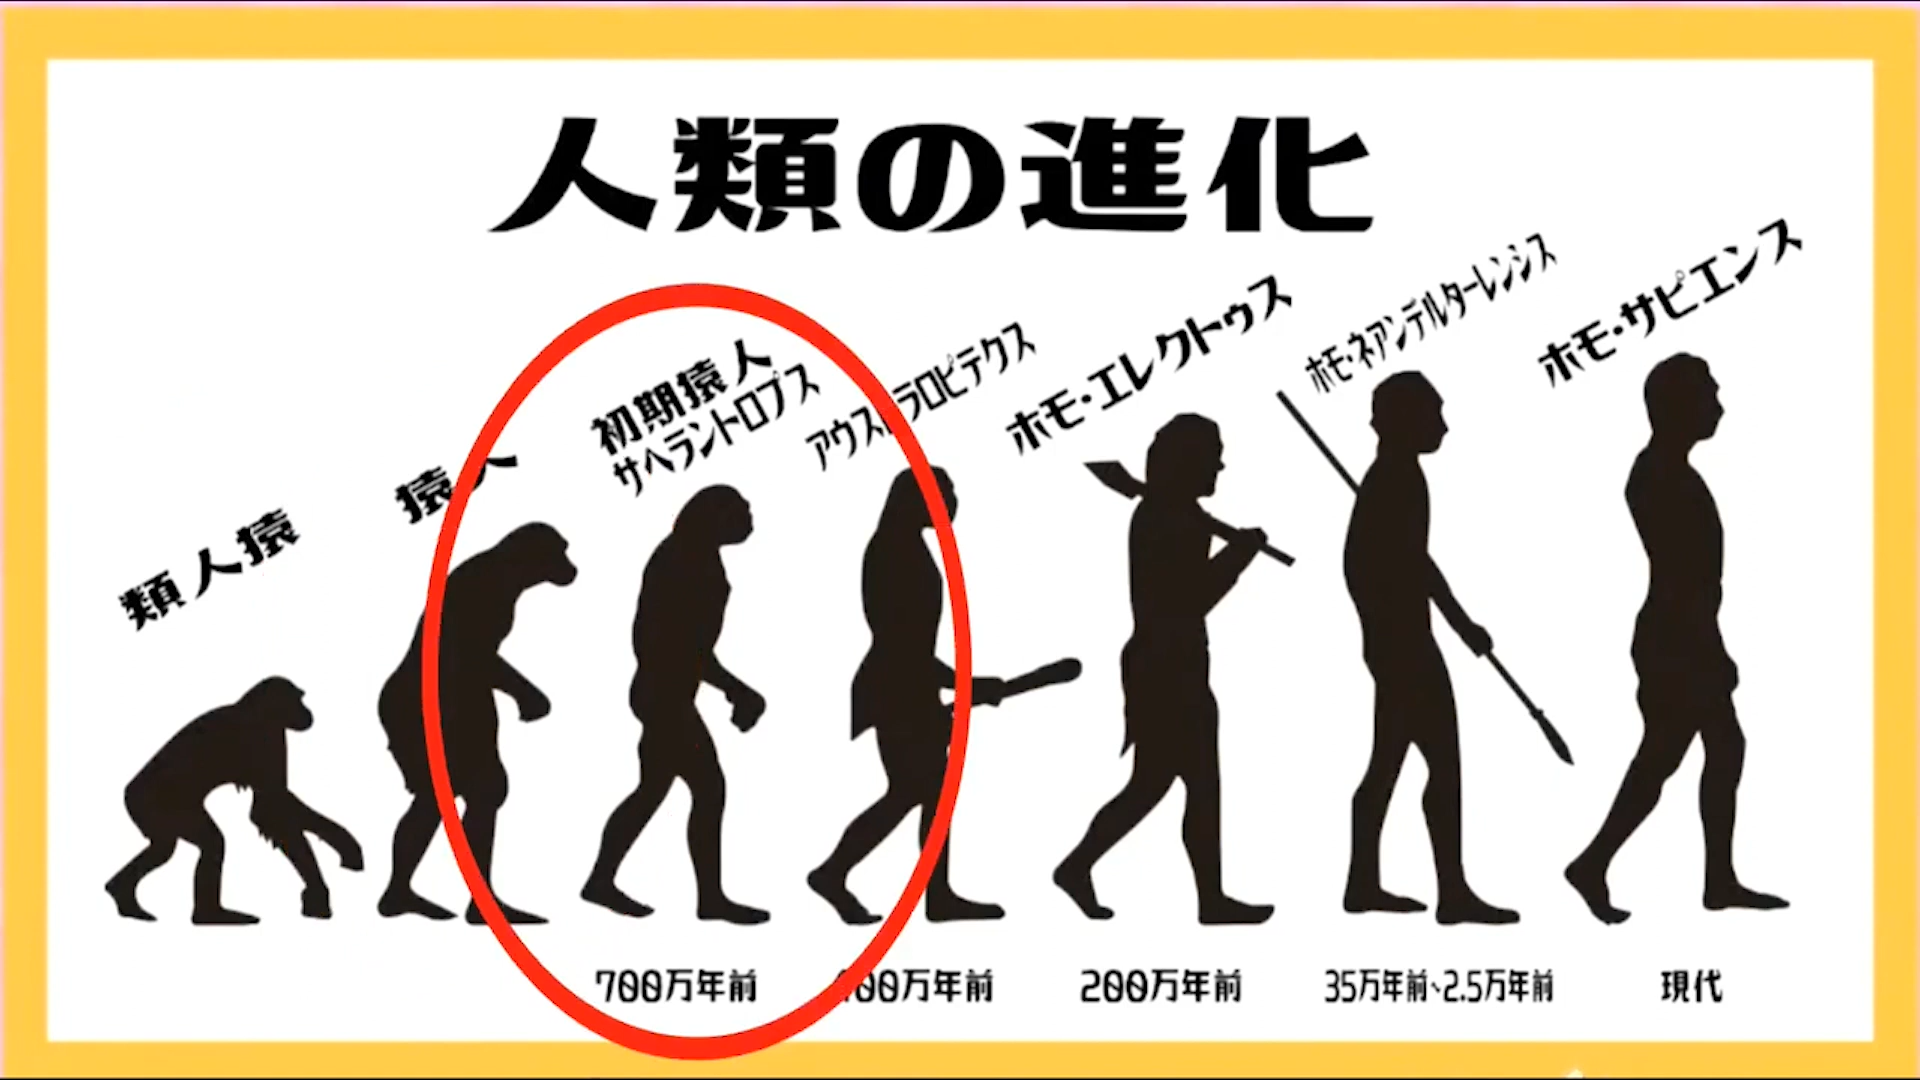 人類の進化
類人猿
猿人
初期猿人
サヘラントロプス
アウストラロピテクス
ホモ・エレクトゥス
ホモ・ネアンデルターレンシス
ホモ・サピエンス
700万年前
400万年前
200万年前
35万年前~2.5万年前
現代